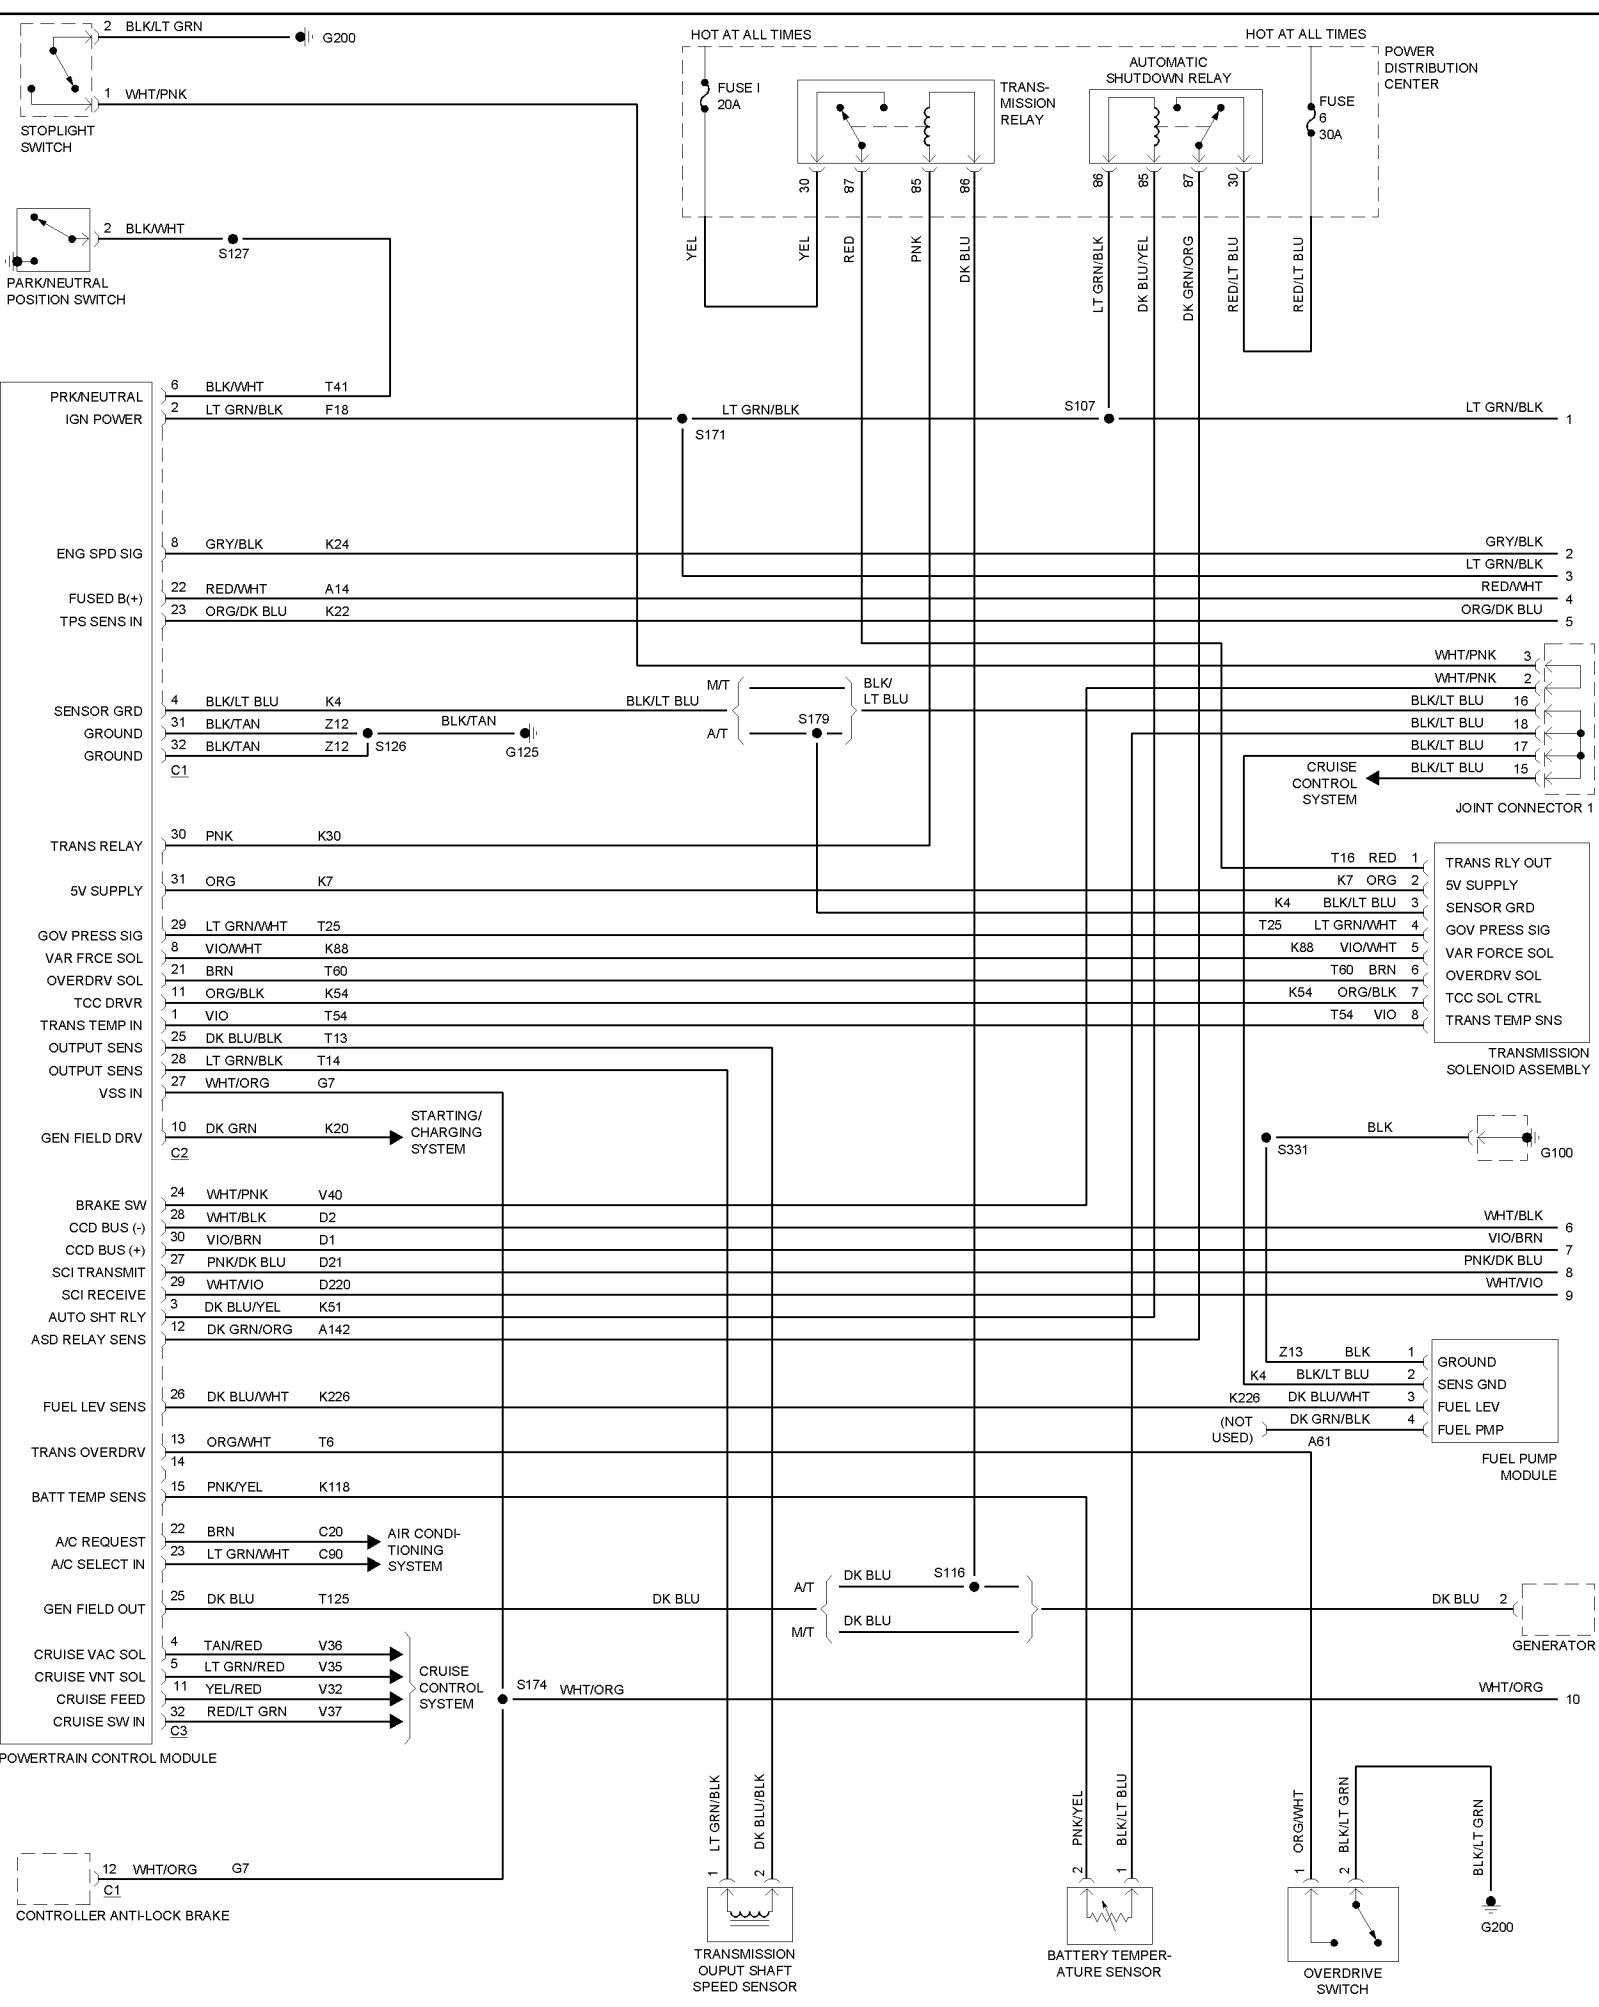 2 BLK/LT GRN
G200
1 WHT/PNK
STOPLIGHT
SWITCH
HOT AT ALL TIMES
HOT AT ALL TIMES
POWER
DISTRIBUTION
CENTER
FUSE I
20A
TRANS-
MISSION
RELAY
AUTOMATIC
SHUTDOWN RELAY
FUSE
6
30A
30
87
85
86
86
85
87
30
YEL
YEL
RED
PNK
DK BLU
LT GRN/BLK
DK BLU/YEL
DK GRN/ORG
RED/LT BLU
RED/LT BLU
2 BLK/WHT
S127
PARK/NEUTRAL
POSITION SWITCH
PRK/NEUTRAL 6 BLK/WHT T41
IGN POWER 2 LT GRN/BLK F18
LT GRN/BLK
S171
S107
LT GRN/BLK 1
ENG SPD SIG 8 GRY/BLK K24
GRY/BLK 2
LT GRN/BLK 3
FUSED B(+) 22 RED/WHT A14
RED/WHT 4
TPS SENS IN 23 ORG/DK BLU K22
ORG/DK BLU 5
WHT/PNK 3
WHT/PNK 2
SENSOR GRD 4 BLK/LT BLU K4
BLK/LT BLU
M/T
BLK/
LT BLU
A/T
S179
BLK/LT BLU 16
GROUND 31 BLK/TAN Z12
S126
BLK/TAN
G125
BLK/LT BLU 18
GROUND 32 BLK/TAN Z12
C1
BLK/LT BLU 17
BLK/LT BLU 15
CRUISE
CONTROL
SYSTEM
JOINT CONNECTOR 1
TRANS RELAY 30 PNK K30
T16 RED 1 TRANS RLY OUT
5V SUPPLY 31 ORG K7
K7 ORG 2 5V SUPPLY
K4 BLK/LT BLU 3 SENSOR GRD
GOV PRESS SIG 29 LT GRN/WHT T25
T25 LT GRN/WHT 4 GOV PRESS SIG
VAR FRCE SOL 8 VIO/WHT K88
K88 VIO/WHT 5 VAR FORCE SOL
OVERDRV SOL 21 BRN T60
T60 BRN 6 OVERDRV SOL
TCC DRVR 11 ORG/BLK K54
K54 ORG/BLK 7 TCC SOL CTRL
TRANS TEMP IN 1 VIO T54
T54 VIO 8 TRANS TEMP SNS
TRANSMISSION
SOLENOID ASSEMBLY
OUTPUT SENS 25 DK BLU/BLK T13
OUTPUT SENS 28 LT GRN/BLK T14
VSS IN 27 WHT/ORG G7
GEN FIELD DRV 10 DK GRN K20
C2
STARTING/
CHARGING
SYSTEM
BLK
S331
G100
BRAKE SW 24 WHT/PNK V40
CCD BUS (-) 28 WHT/BLK D2
WHT/BLK 6
CCD BUS (+) 30 VIO/BRN D1
VIO/BRN 7
SCI TRANSMIT 27 PNK/DK BLU D21
PNK/DK BLU 8
SCI RECEIVE 29 WHT/VIO D220
WHT/VIO 9
AUTO SHT RLY 3 DK BLU/YEL K51
ASD RELAY SENS 12 DK GRN/ORG A142
Z13 BLK 1 GROUND
K4 BLK/LT BLU 2 SENS GND
FUEL LEV SENS 26 DK BLU/WHT K226
K226 DK BLU/WHT 3 FUEL LEV
(NOT
USED)
DK GRN/BLK 4 FUEL PMP
A61
FUEL PUMP
MODULE
TRANS OVERDRV 13 ORG/WHT T6
14
BATT TEMP SENS 15 PNK/YEL K118
A/C REQUEST 22 BRN C20
A/C SELECT IN 23 LT GRN/WHT C90
AIR CONDI-
TIONING
SYSTEM
GEN FIELD OUT 25 DK BLU T125
DK BLU
A/T
DK BLU
S116
M/T
DK BLU
DK BLU 2
GENERATOR
CRUISE VAC SOL 4 TAN/RED V36
CRUISE VNT SOL 5 LT GRN/RED V35
CRUISE FEED 11 YEL/RED V32
CRUISE SW IN 32 RED/LT GRN V37
C3
CRUISE
CONTROL
SYSTEM
S174
WHT/ORG
WHT/ORG 10
POWERTRAIN CONTROL MODULE
LT GRN/BLK
DK BLU/BLK
PNK/YEL
BLK/LT BLU
ORG/WHT
BLK/LT GRN
BLK/LT GRN
12 WHT/ORG G7
C1
CONTROLLER ANTI-LOCK BRAKE
1
2
2
1
1
2
TRANSMISSION
OUPUT SHAFT
SPEED SENSOR
BATTERY TEMPER-
ATURE SENSOR
OVERDRIVE
SWITCH
G200